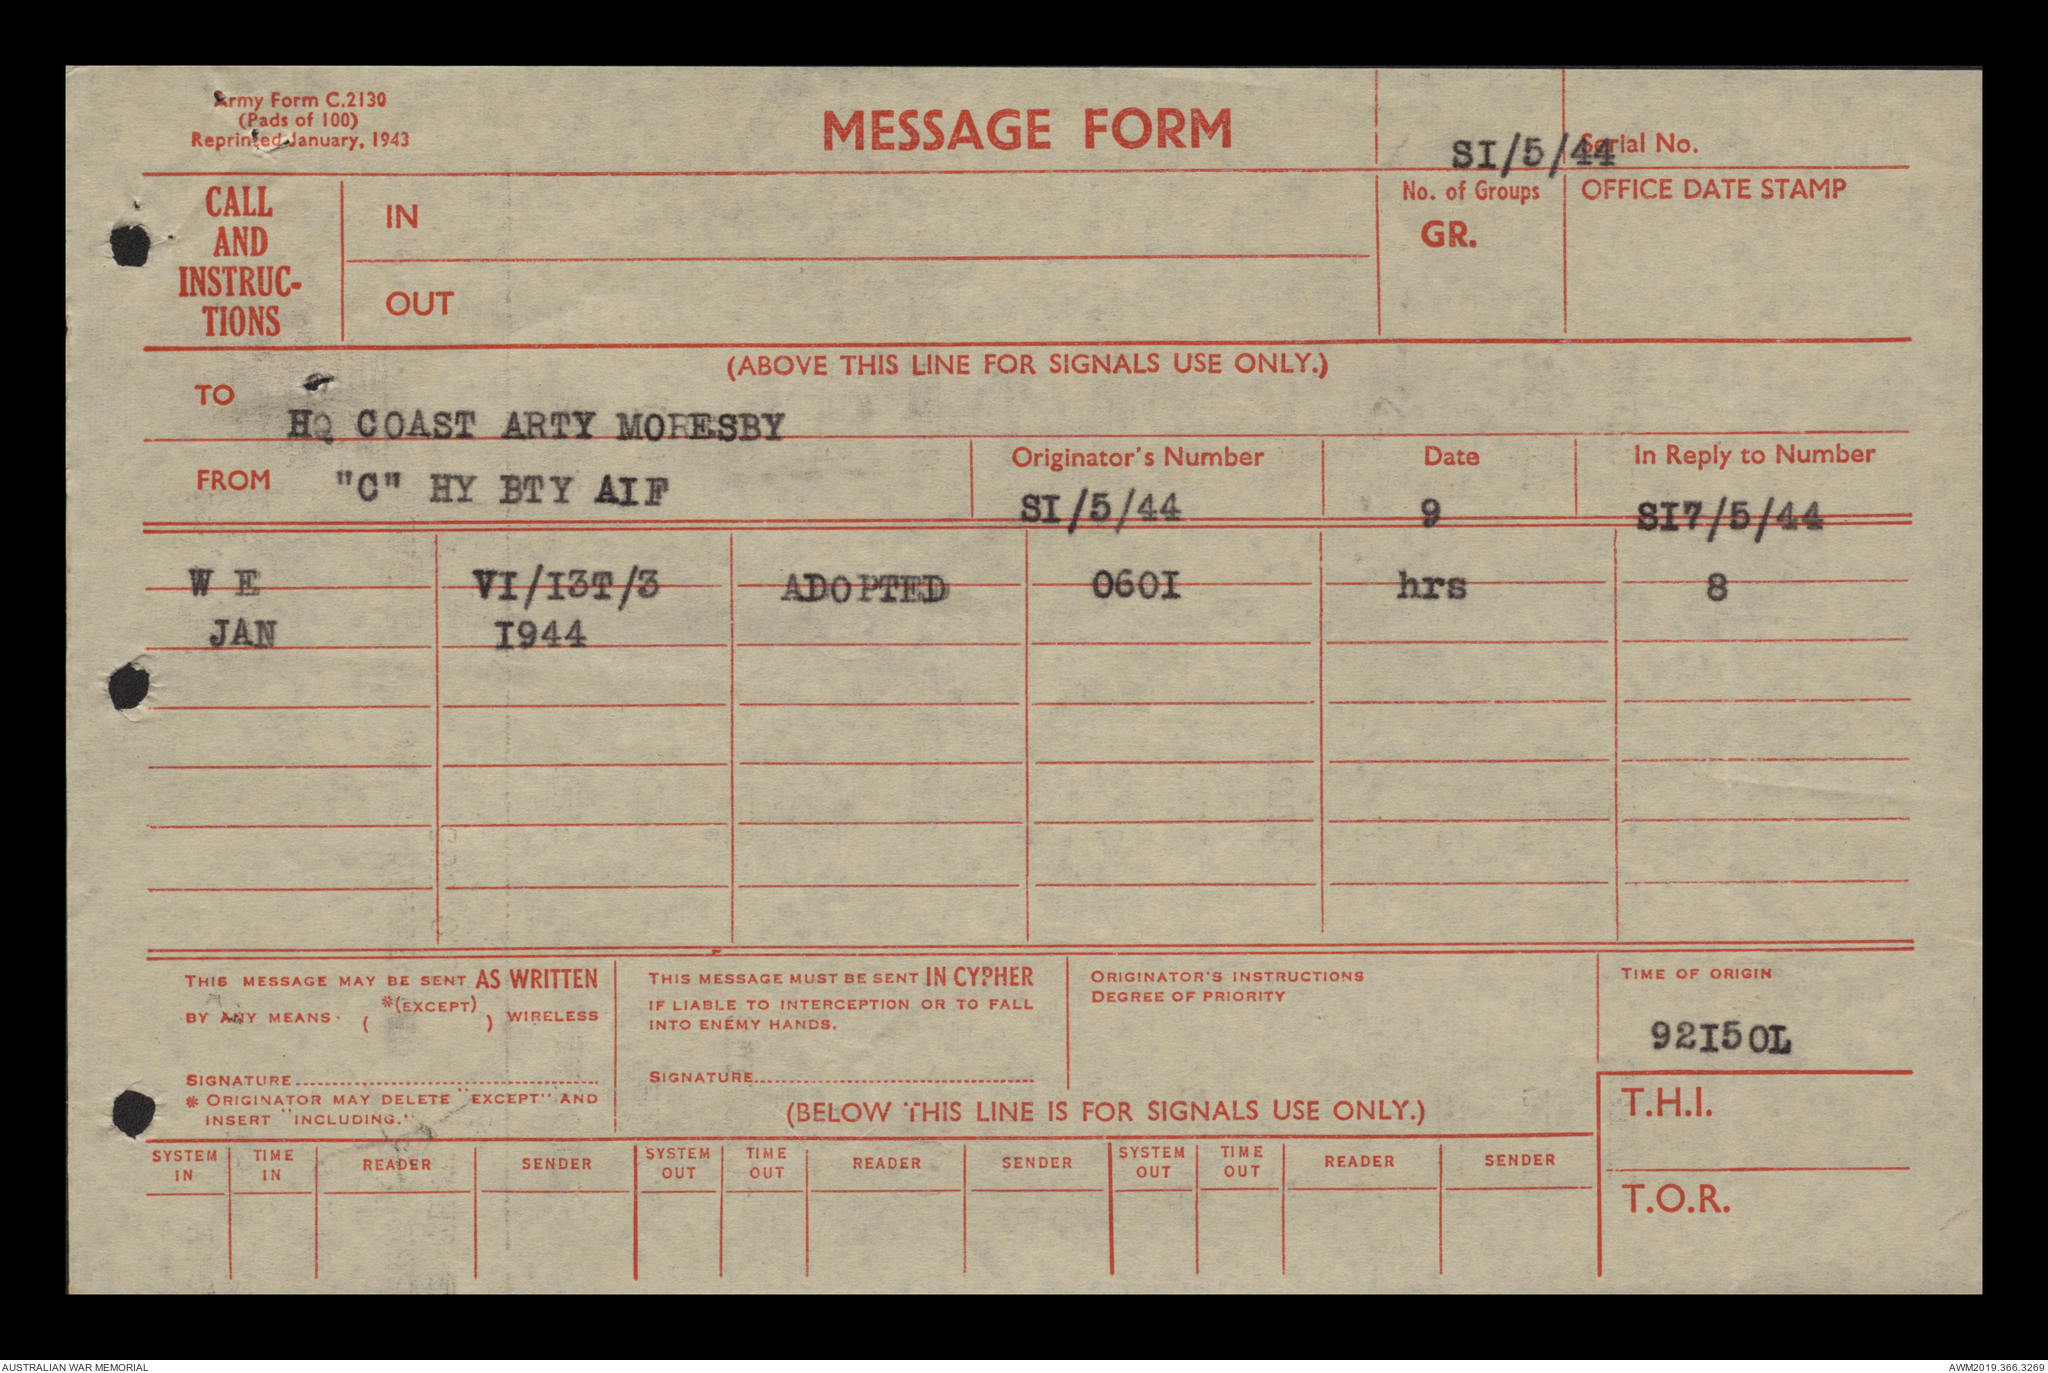 Army Form C.2130
(Pads of 100)
Reprinted January, 1943
MESSAGE FORM
SI/5/44
Serial No.
CALL
AND
INSTRUC-
TIONS
IN
OUT
No. of Groups
GR.
OFFICE DATE STAMP
(ABOVE THIS LINE FOR SIGNALS USE ONLY.)
TO
HQ COAST ARTY MORESBY
FROM "C" HY BTY AIF
Originator's Number
SI/5/44
Date
9
In Reply to Number
SI7/5/44
W E VI/I3T/3 ADOPTED 060I hrs 8
JAN I944
THIS MESSAGE MAY BE SENT AS WRITTEN
BY ANY MEANS. *(EXCEPT) ( ) WIRELESS
SIGNATURE
* ORIGINATOR MAY DELETE "EXCEPT" AND
INSERT "INCLUDING."
THIS MESSAGE MUST BE SENT IN CYPHER
IF LIABLE TO INTERCEPTION OR TO FALL
INTO ENEMY HANDS.
SIGNATURE
ORIGINATOR'S INSTRUCTIONS
DEGREE OF PRIORITY
TIME OF ORIGIN
92I50L
(BELOW THIS LINE IS FOR SIGNALS USE ONLY.)
T.H.I.
T.O.R.
SYSTEM IN TIME IN READER SENDER SYSTEM OUT TIME OUT READER SENDER SYSTEM OUT TIME OUT READER SENDER
AUSTRALIAN WAR MEMORIAL
AWM2019.366.3269